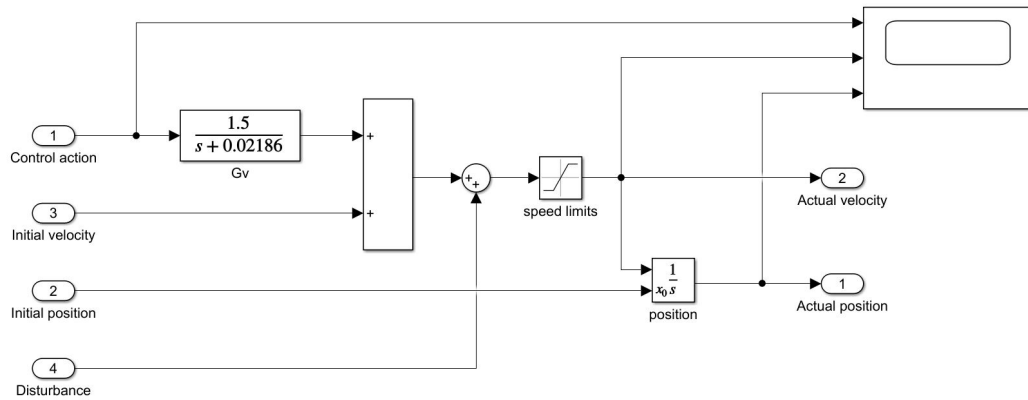 1
Control action
1.5
s + 0.02186
Gv
+
+
3
Initial velocity
+
+
speed limits
2
Actual velocity
2
Initial position
1
x₀ s
position
1
Actual position
4
Disturbance